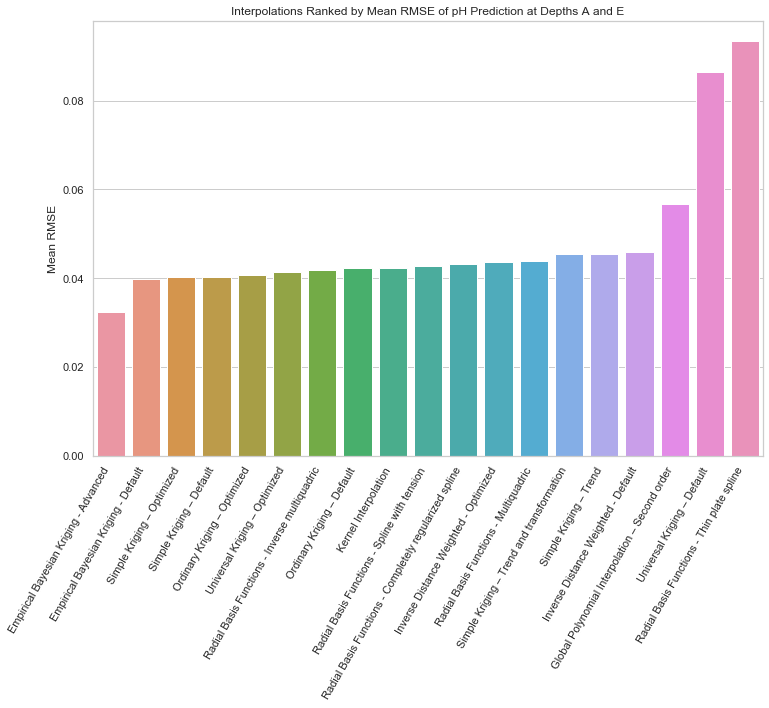 Interpolations Ranked by Mean RMSE of pH Prediction at Depths A and E
Mean RMSE
0.08
0.06
0.04
0.02
0.00
Empirical Bayesian Kriging - Advanced
Empirical Bayesian Kriging - Default
Simple Kriging – Optimized
Simple Kriging – Default
Ordinary Kriging – Optimized
Universal Kriging – Optimized
Radial Basis Functions - Inverse multiquadric
Ordinary Kriging – Default
Kernel Interpolation
Radial Basis Functions - Spline with tension
Radial Basis Functions - Completely regularized spline
Inverse Distance Weighted - Optimized
Radial Basis Functions - Multiquadric
Simple Kriging – Trend and transformation
Simple Kriging – Trend
Inverse Distance Weighted - Default
Global Polynomial Interpolation – Second order
Universal Kriging – Default
Radial Basis Functions - Thin plate spline